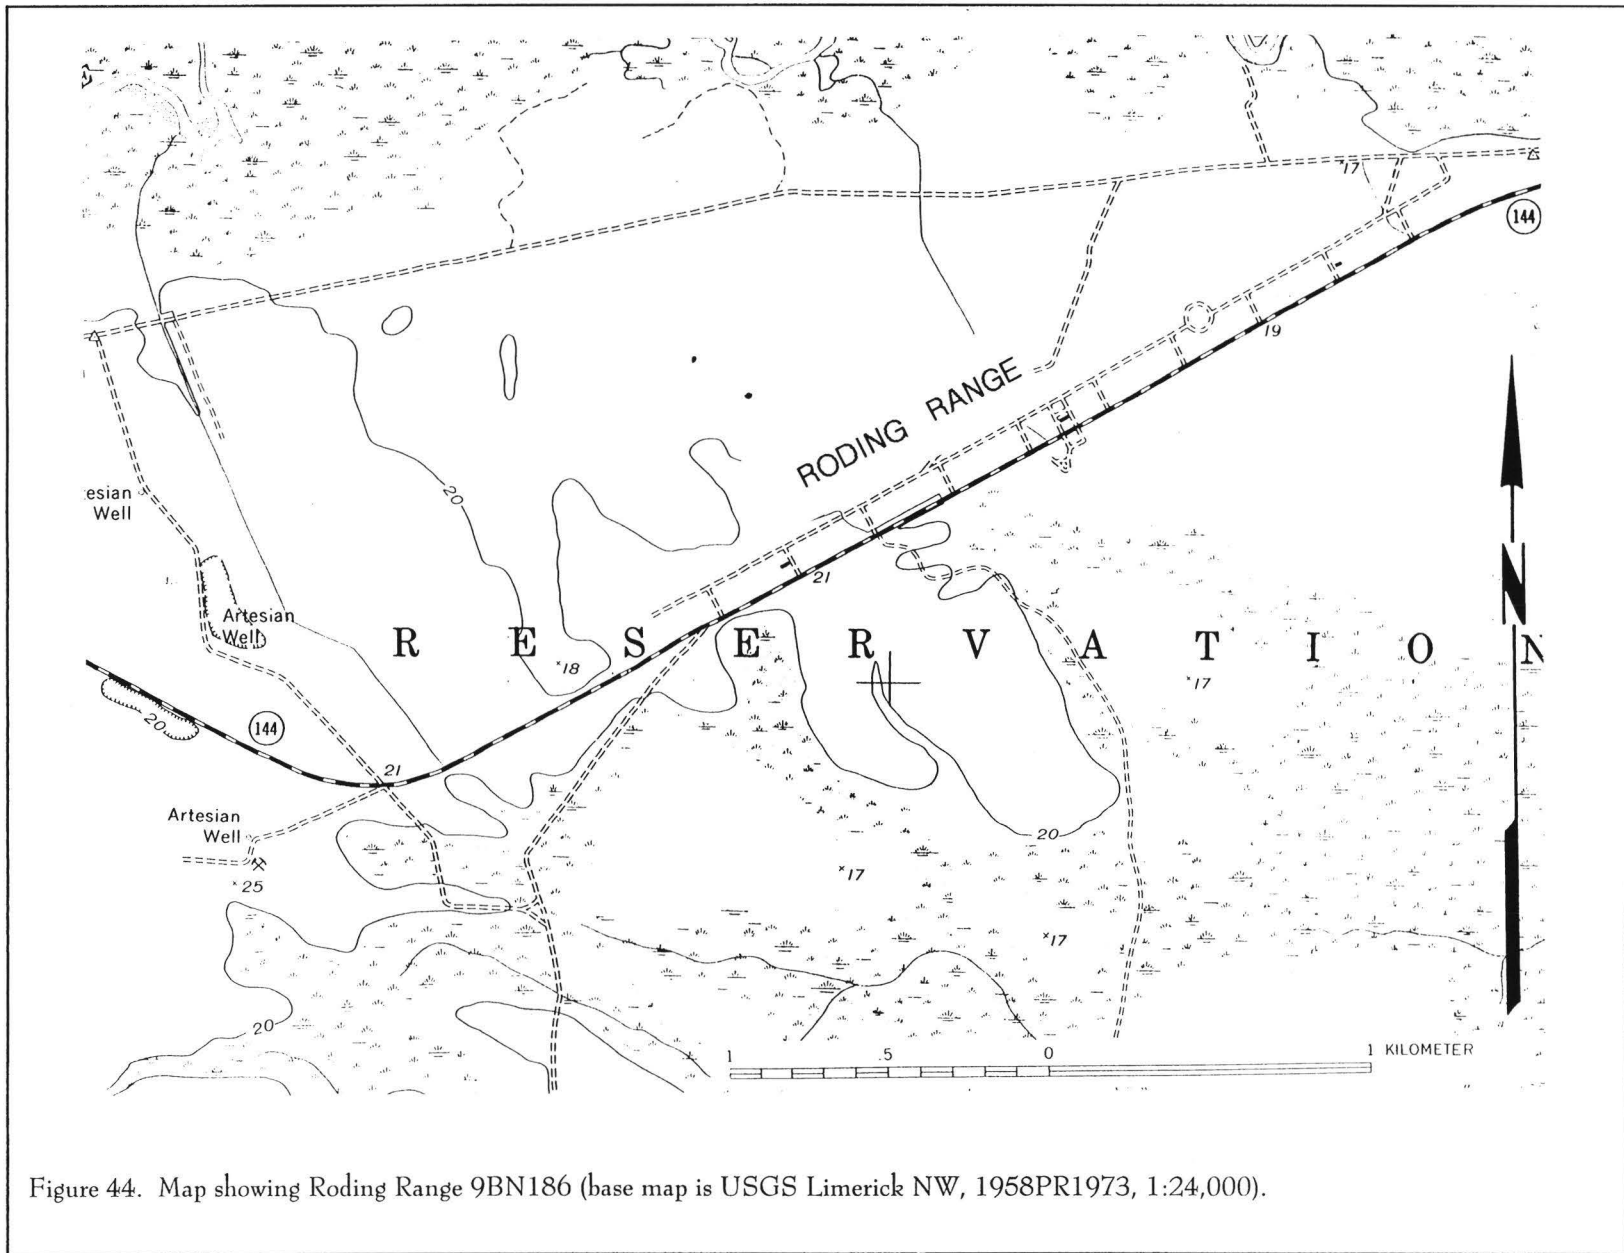 17
144
19
RODING RANGE
20
esian
Well
21
Artesian
Well
R E S E R V A T I O N
18
17
20
144
21
Artesian
Well
20
17
25
17
20
N
1 .5 0 1 KILOMETER
Figure 44. Map showing Roding Range 9BN186 (base map is USGS Limerick NW, 1958PR1973, 1:24,000).